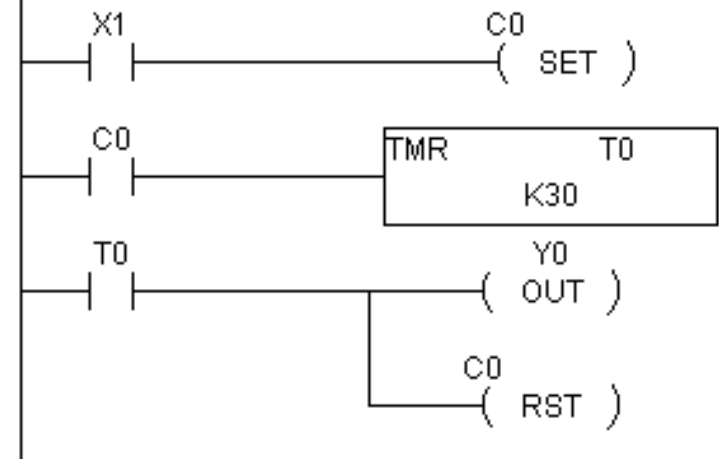 X1 C0
( SET )
C0 TMR T0
K30
T0 Y0
( OUT )
C0
( RST )